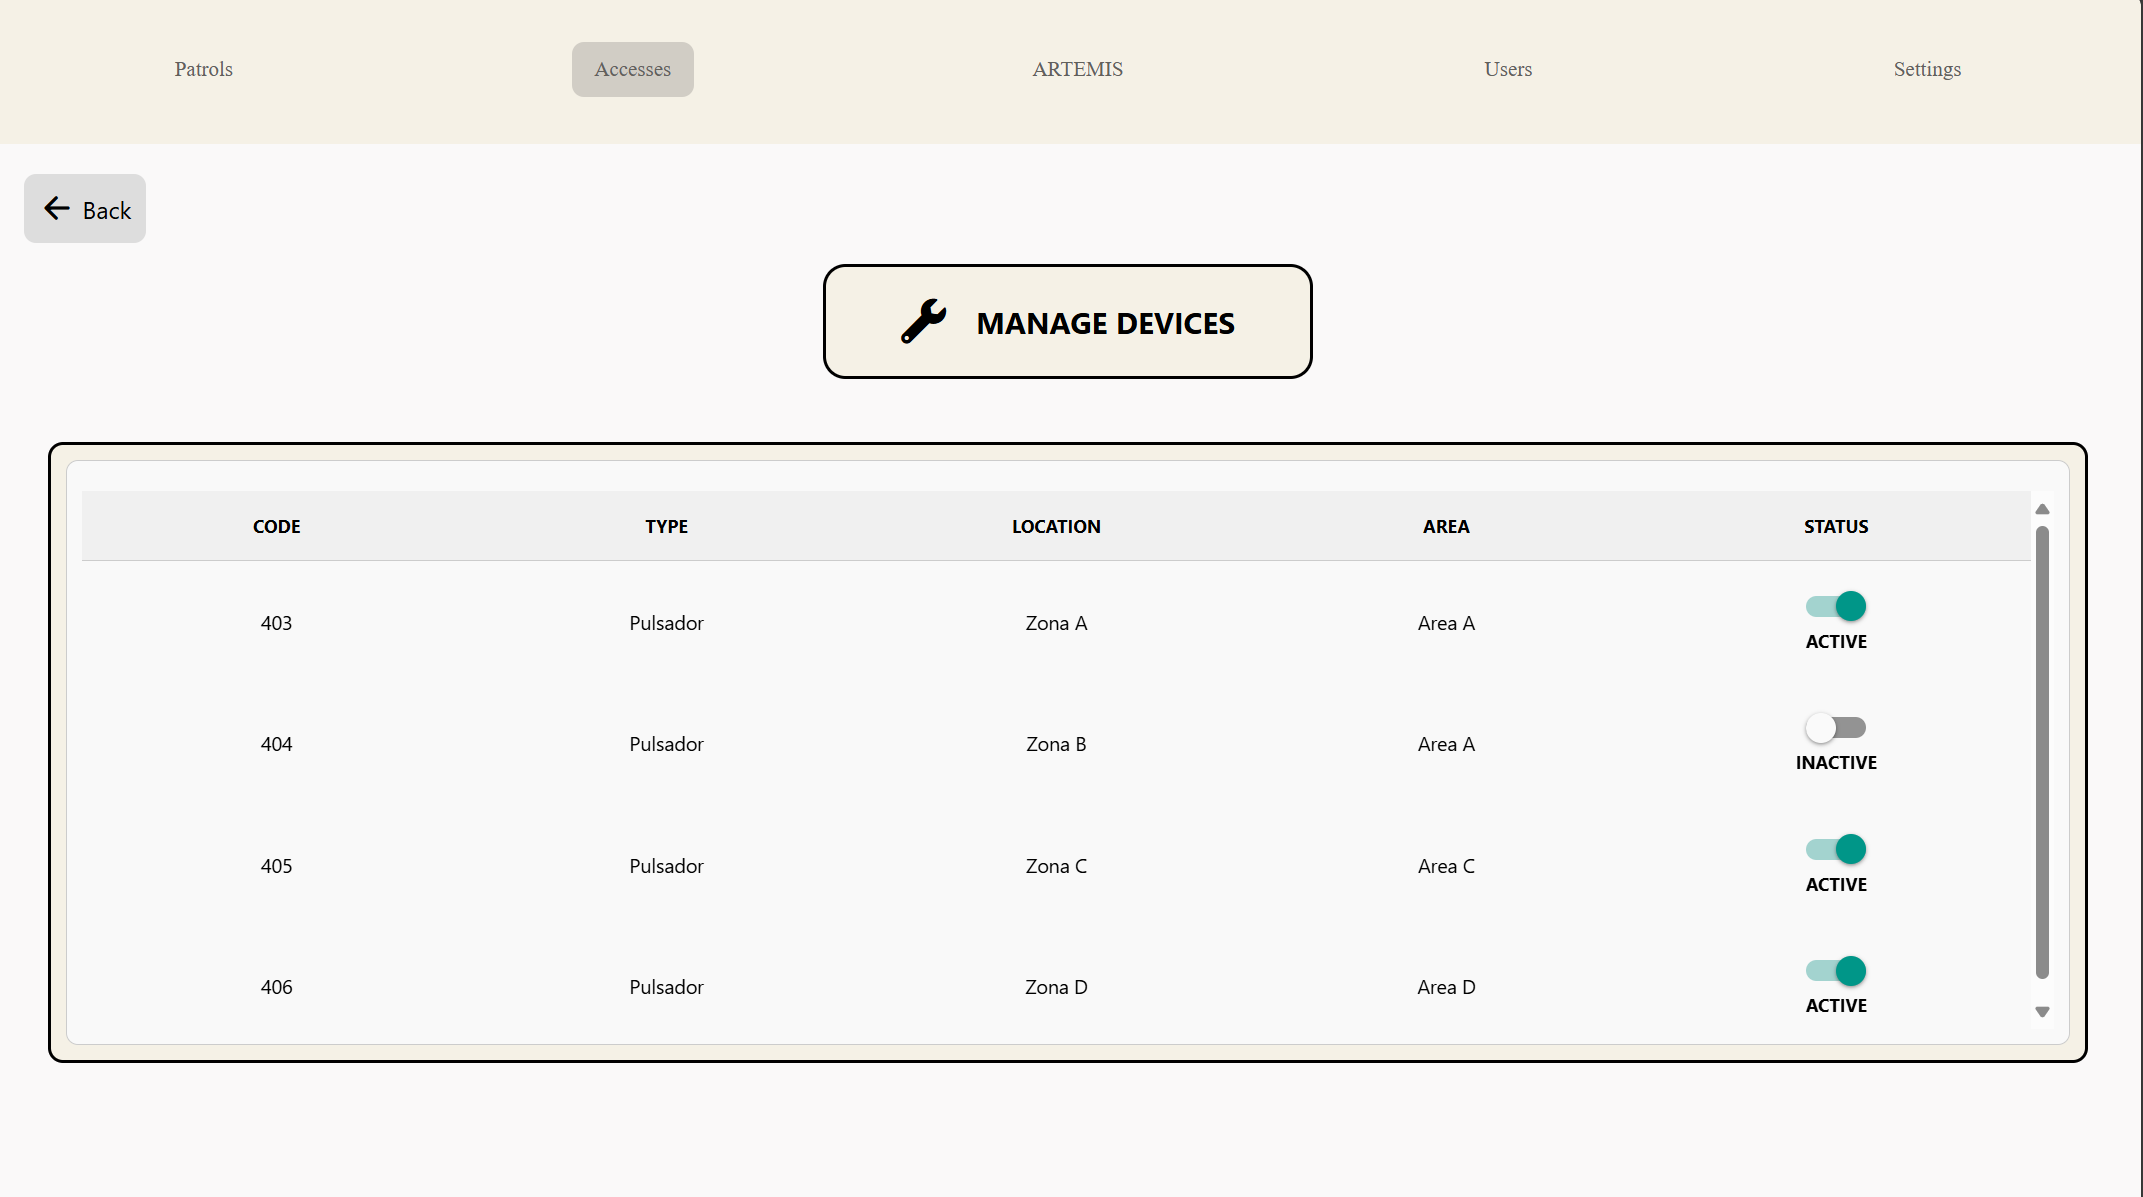 Patrols Accesses ARTEMIS Users Settings
Back
MANAGE DEVICES
CODE TYPE LOCATION AREA STATUS
403 Pulsador Zona A Area A ACTIVE
404 Pulsador Zona B Area A INACTIVE
405 Pulsador Zona C Area C ACTIVE
406 Pulsador Zona D Area D ACTIVE